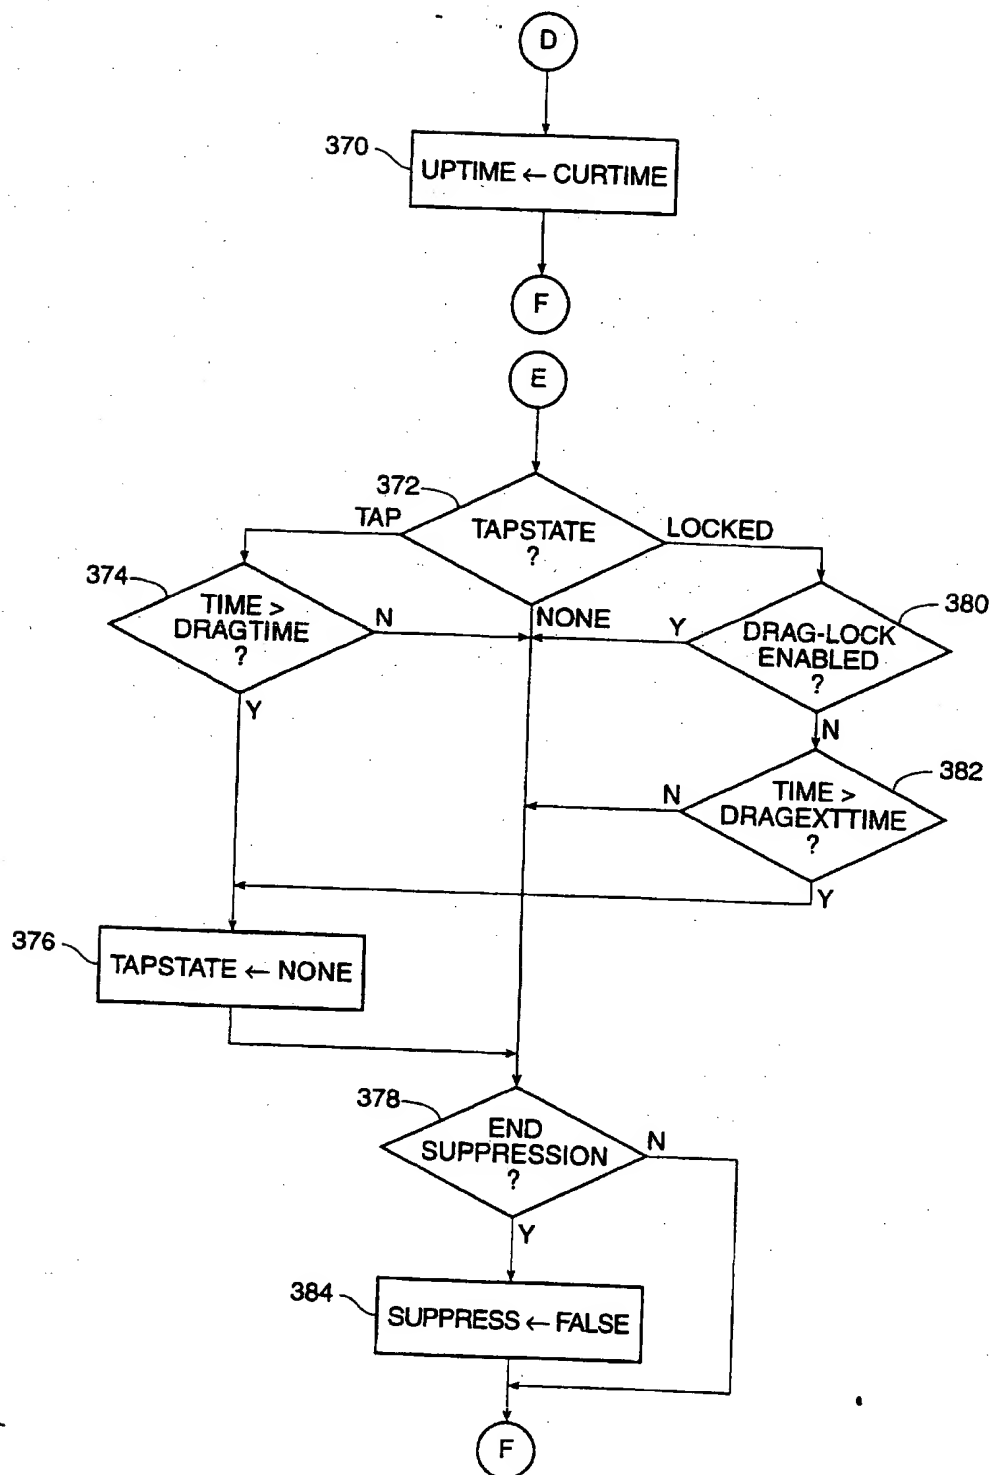 D
370
UPTIME ← CURTIME
F
E
372
TAPSTATE
?
TAP
LOCKED
NONE
374
TIME >
DRAGTIME
?
N
Y
380
DRAG-LOCK
ENABLED
?
Y
N
382
TIME >
DRAGEXTTIME
?
N
Y
376
TAPSTATE ← NONE
378
END
SUPPRESSION
?
N
Y
384
SUPPRESS ← FALSE
F